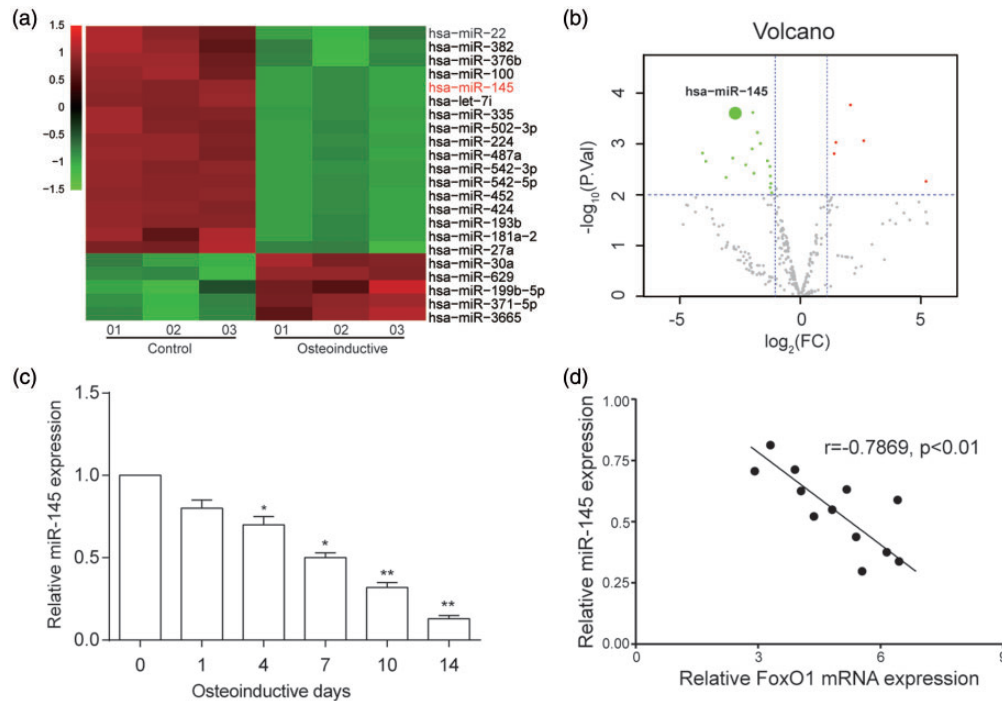 (a)
1.5
1
0.5
0
−0.5
−1
−1.5
hsa−miR−22
hsa−miR−382
hsa−miR−376b
hsa−miR−100
hsa−miR−145
hsa−let−7i
hsa−miR−335
hsa−miR−502−3p
hsa−miR−224
hsa−miR−487a
hsa−miR−542−3p
hsa−miR−542−5p
hsa−miR−452
hsa−miR−424
hsa−miR−193b
hsa−miR−181a−2
hsa−miR−27a
hsa−miR−30a
hsa−miR−629
hsa−miR−199b−5p
hsa−miR−371−5p
hsa−miR−3665
01 02 03 01 02 03
Control Osteoinductive
(b)
Volcano
hsa−miR−145
-log10(P.Val)
4
3
2
1
0
-5 0 5
log2(FC)
(c)
Relative miR-145 expression
1.5
1.0
0.5
0.0
* * ** **
0 1 4 7 10 14
Osteoinductive days
(d)
Relative miR-145 expression
1.00
0.75
0.50
0.25
0.00
r=-0.7869, p<0.01
0 3 6 9
Relative FoxO1 mRNA expression